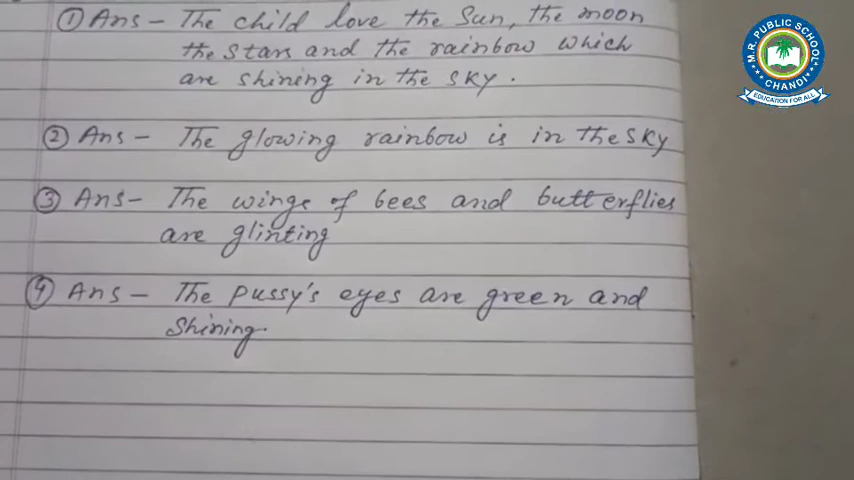 ① Ans - The child love the Sun, the moon
the stars and the rainbow which
are shining in the sky.
② Ans - The glowing rainbow is in the sky
③ Ans - The wings of bees and butterflies
are glinting
④ Ans - The pussy's eyes are green and
Shining.
M.R. PUBLIC SCHOOL
CHANDI
EDUCATION FOR ALL